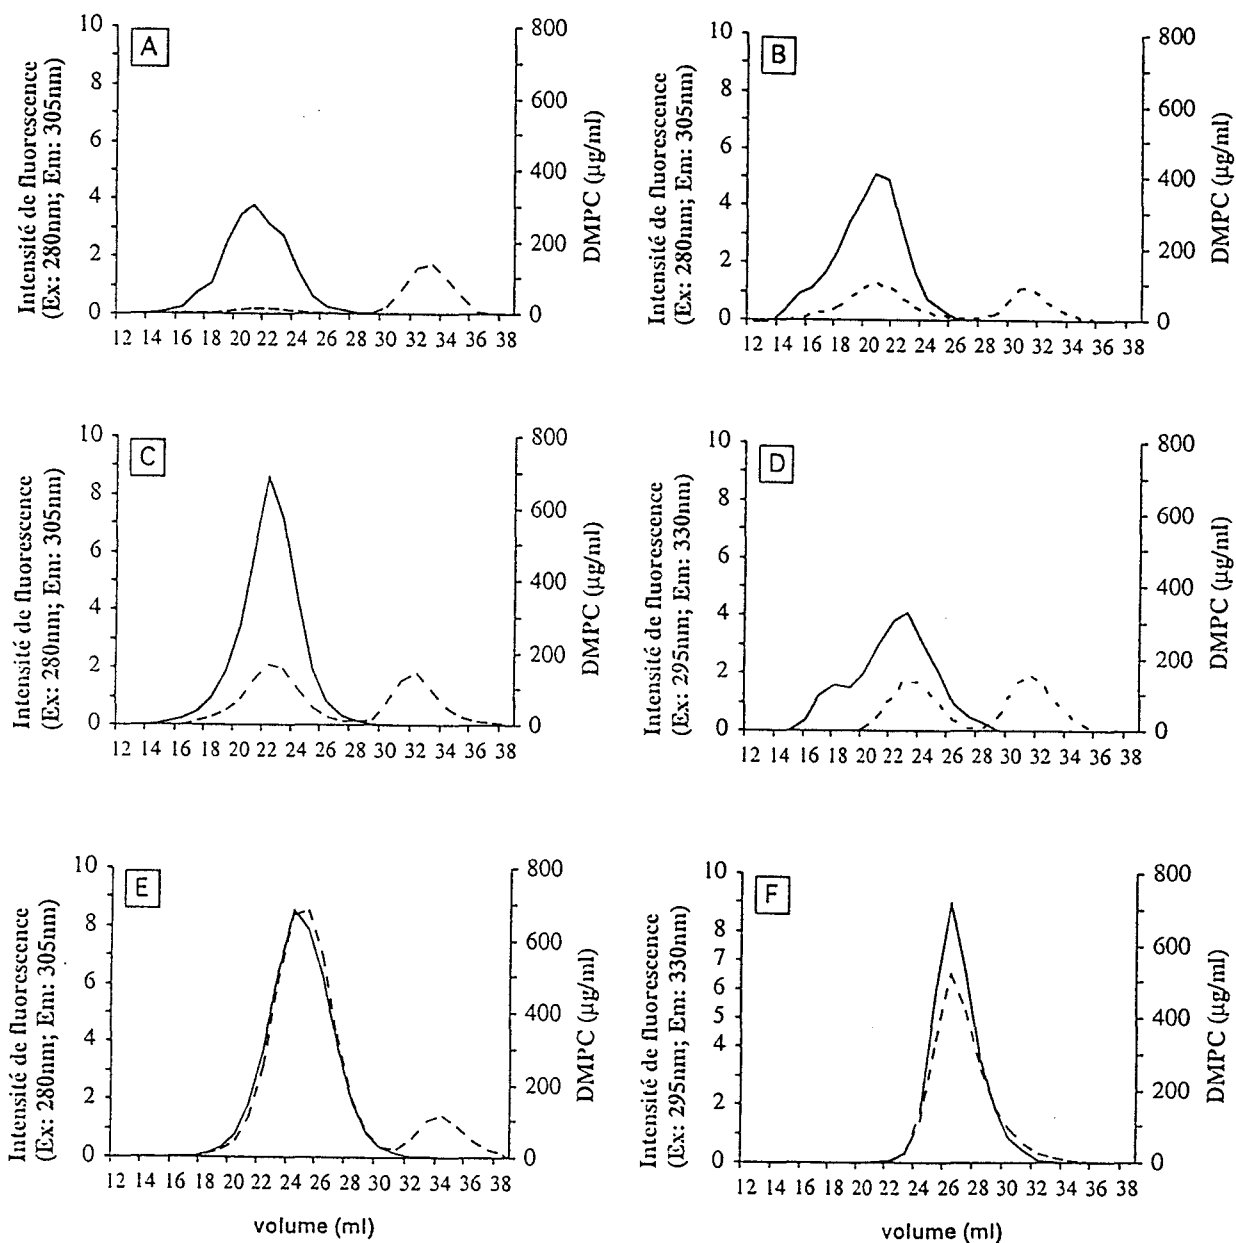 A
Intensité de fluorescence
(Ex: 280nm; Em: 305nm)
10
8
6
4
2
0
800
600
400
200
0
DMPC (µg/ml)
12 14 16 18 20 22 24 26 28 30 32 34 36 38
B
Intensité de fluorescence
(Ex: 280nm; Em: 305nm)
10
8
6
4
2
0
800
600
400
200
0
DMPC (µg/ml)
12 14 16 18 20 22 24 26 28 30 32 34 36 38
C
Intensité de fluorescence
(Ex: 280nm; Em: 305nm)
10
8
6
4
2
0
800
600
400
200
0
DMPC (µg/ml)
12 14 16 18 20 22 24 26 28 30 32 34 36 38
D
Intensité de fluorescence
(Ex: 295nm; Em: 330nm)
10
8
6
4
2
0
800
600
400
200
0
DMPC (µg/ml)
12 14 16 18 20 22 24 26 28 30 32 34 36 38
E
Intensité de fluorescence
(Ex: 280nm; Em: 305nm)
10
8
6
4
2
0
800
600
400
200
0
DMPC (µg/ml)
12 14 16 18 20 22 24 26 28 30 32 34 36 38
volume (ml)
F
Intensité de fluorescence
(Ex: 295nm; Em: 330nm)
10
9
8
7
6
5
4
2
0
800
600
400
200
0
DMPC (µg/ml)
12 14 16 18 20 22 24 26 28 30 32 34 36 38
volume (ml)